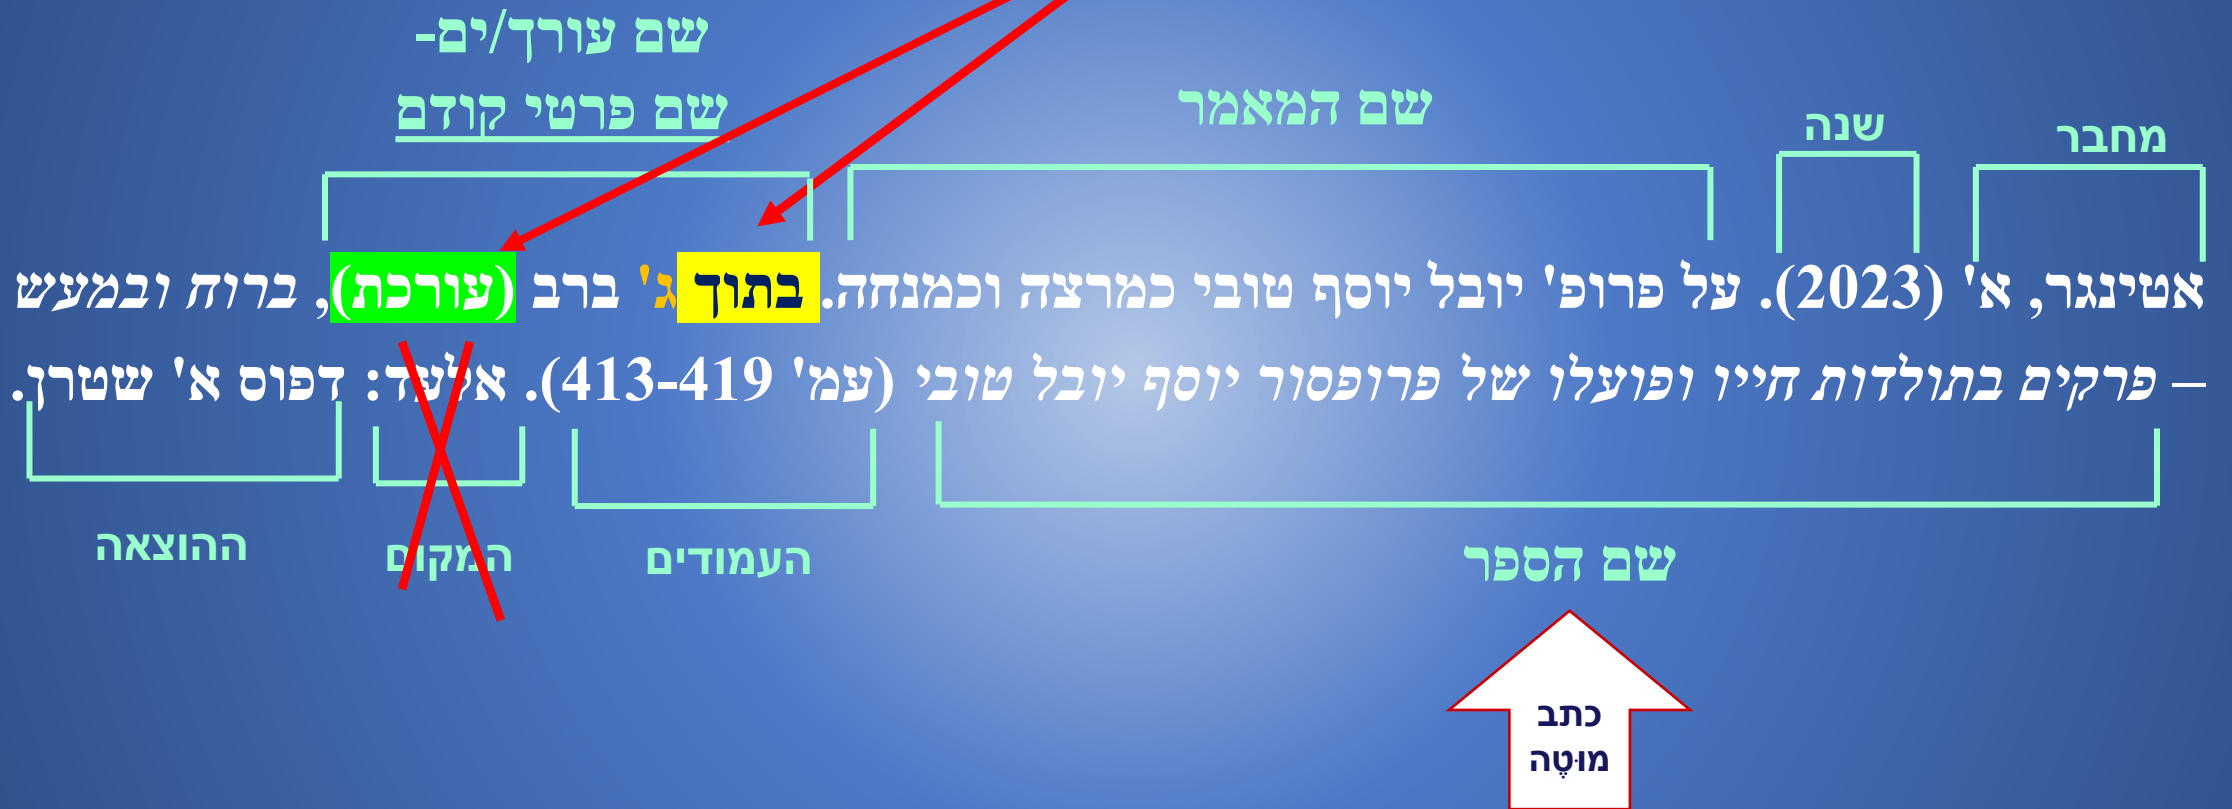 שם עורך/ים-
שם פרטי קודם
שם המאמר
שנה
מחבר
אטינגר, א' (2023). על פרופ' יובל יוסף טובי כמרצה וכמנחה. בתוך ג' ברב (עורכת), ברוח ובמעש
– פרקים בתולדות חייו ופועלו של פרופסור יוסף יובל טובי (עמ' 413-419). אלעד: דפוס א' שטרן.
ההוצאה
המקום
העמודים
שם הספר
כתב
מוּטֶה